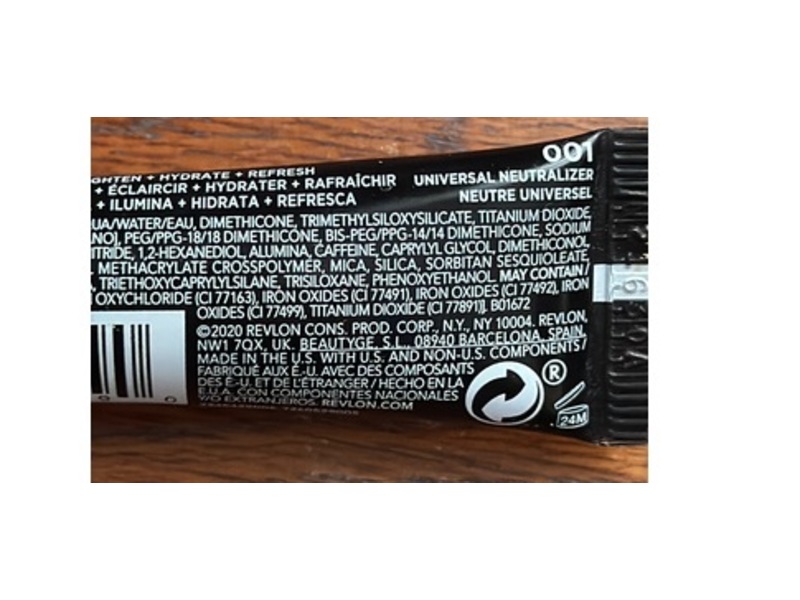 001
GHTEN + HYDRATE + REFRESH
+ ÉCLAIRCIR + HYDRATER + RAFRAÎCHIR
+ ILUMINA + HIDRATA + REFRESCA
UNIVERSAL NEUTRALIZER
NEUTRE UNIVERSEL
UA/WATER/EAU, DIMETHICONE, TRIMETHYLSILOXYSILICATE, TITANIUM DIOXIDE
ANO], PEG/PPG-18/18 DIMETHICONE, BIS-PEG/PPG-14/14 DIMETHICONE, SODIUM
ITRIDE, 1,2-HEXANEDIOL, ALUMINA, CAFFEINE, CAPRYLYL GLYCOL, DIMETHICONOL,
METHACRYLATE CROSSPOLYMER, MICA, SILICA, SORBITAN SESQUIOLEATE,
, TRIETHOXYCAPRYLYLSILANE, TRISILOXANE, PHENOXYETHANOL. MAY CONTAIN/
OXYCHLORIDE (CI 77163), IRON OXIDES (CI 77491), IRON OXIDES (CI 77492), IRON
OXIDES (CI 77499), TITANIUM DIOXIDE (CI 77891)]. B01672
©2020 REVLON CONS. PROD. CORP., N.Y., NY 10004. REVLON,
NW1 7QX, UK. BEAUTYGE, S.L., 08940 BARCELONA, SPAIN.
MADE IN THE U.S. WITH U.S. AND NON-U.S. COMPONENTS/
FABRIQUÉ AUX É.-U. AVEC DES COMPOSANTS
DES É.-U. ET DE L'ÉTRANGER/HECHO EN LA
E.U.A. CON COMPONENTES NACIONALES
Y/O EXTRANJEROS. REVLON.COM
®
24M